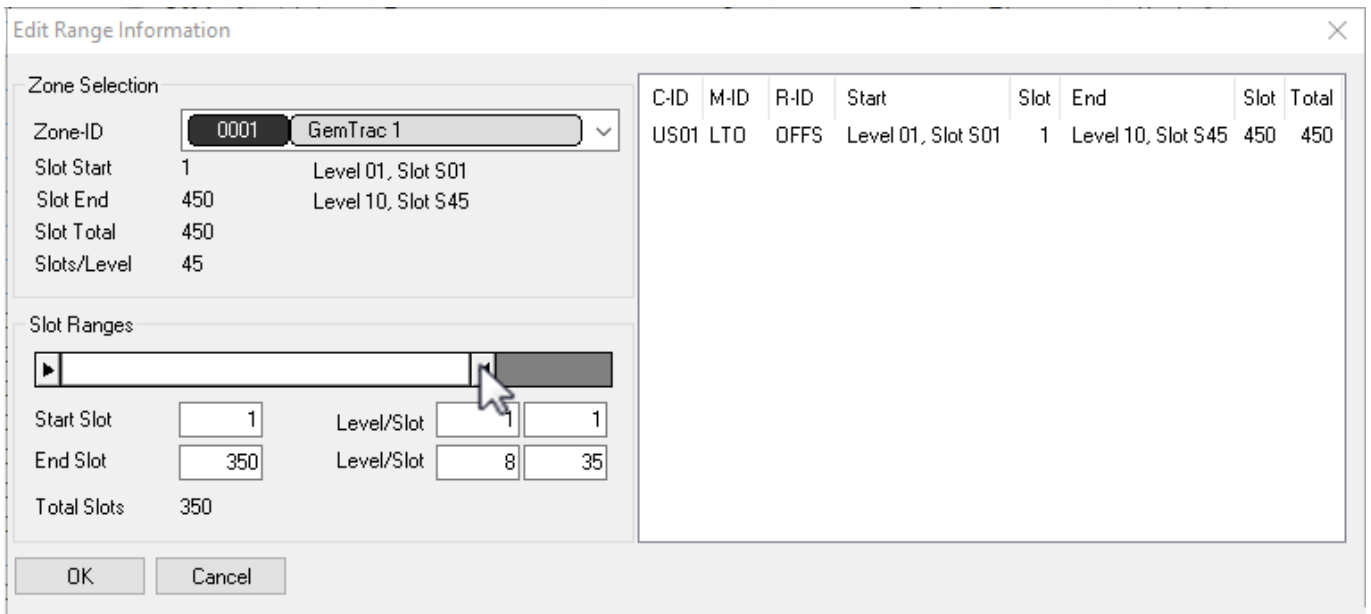 Edit Range Information
Zone Selection
Zone-ID 0001 GemTrac 1
Slot Start 1 Level 01, Slot S01
Slot End 450 Level 10, Slot S45
Slot Total 450
Slots/Level 45
Slot Ranges
Start Slot 1 Level/Slot 1 1
End Slot 350 Level/Slot 8 35
Total Slots 350
OK Cancel
C-ID M-ID R-ID Start Slot End Slot Total
US01 LTO OFFS Level 01, Slot S01 1 Level 10, Slot S45 450 450